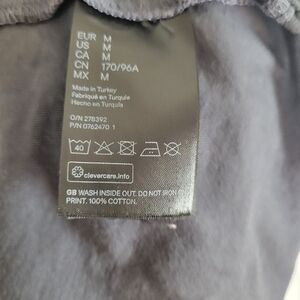 EUR M
US M
CA M
CN 170/96A
MX M
Made in Turkey
Fabriqué en Turquie
Hecho en Turquía
O/N 278392
P/N 0762470 1
40
clevercare.info
GB WASH INSIDE OUT. DO NOT IRON
PRINT. 100% COTTON.